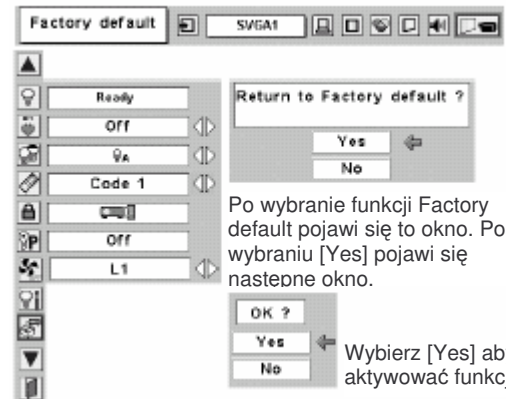 Factory default
SVGA1
Ready
Off
A
Code 1
P
Off
L1
Return to Factory default ?
Yes
No
Po wybranie funkcji Factory
default pojawi się to okno. Po
wybraniu [Yes] pojawi się
następne okno.
OK ?
Yes
No
Wybierz [Yes] ab
aktywować funkc